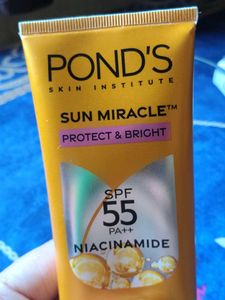 POND'S
SKIN INSTITUTE
SUN MIRACLE™
PROTECT & BRIGHT
SPF
55
PA++
NIACINAMIDE